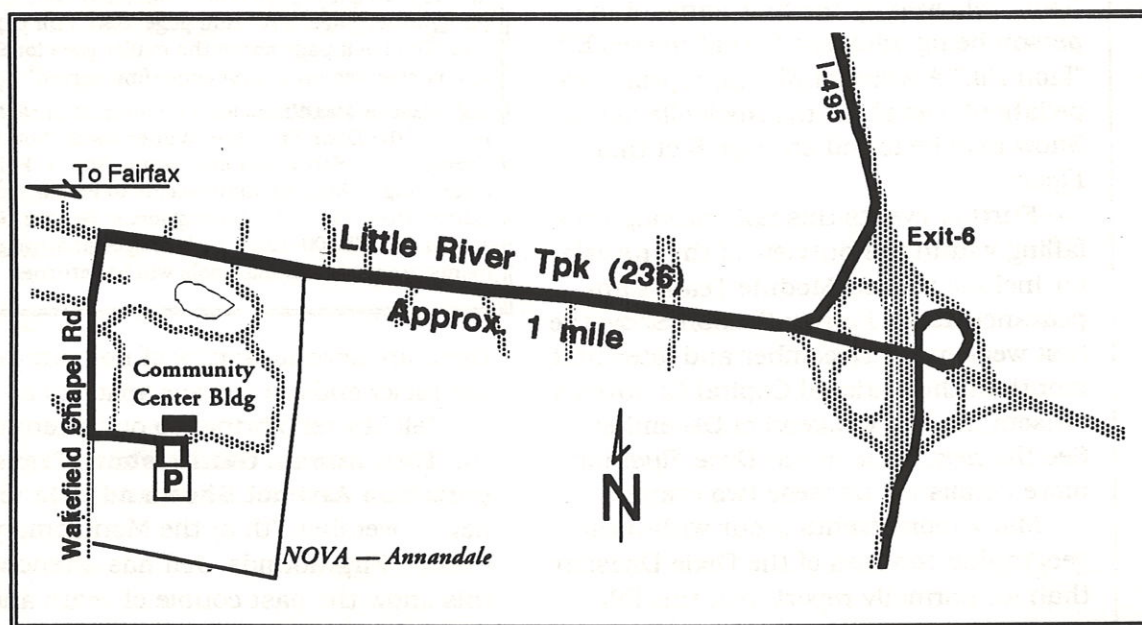 I-495
To Fairfax
Exit-6
Little River Tpk (236)
Approx. 1 mile
Community
Center Bldg
Wakefield Chapel Rd.
P
N
NOVA — Annandale